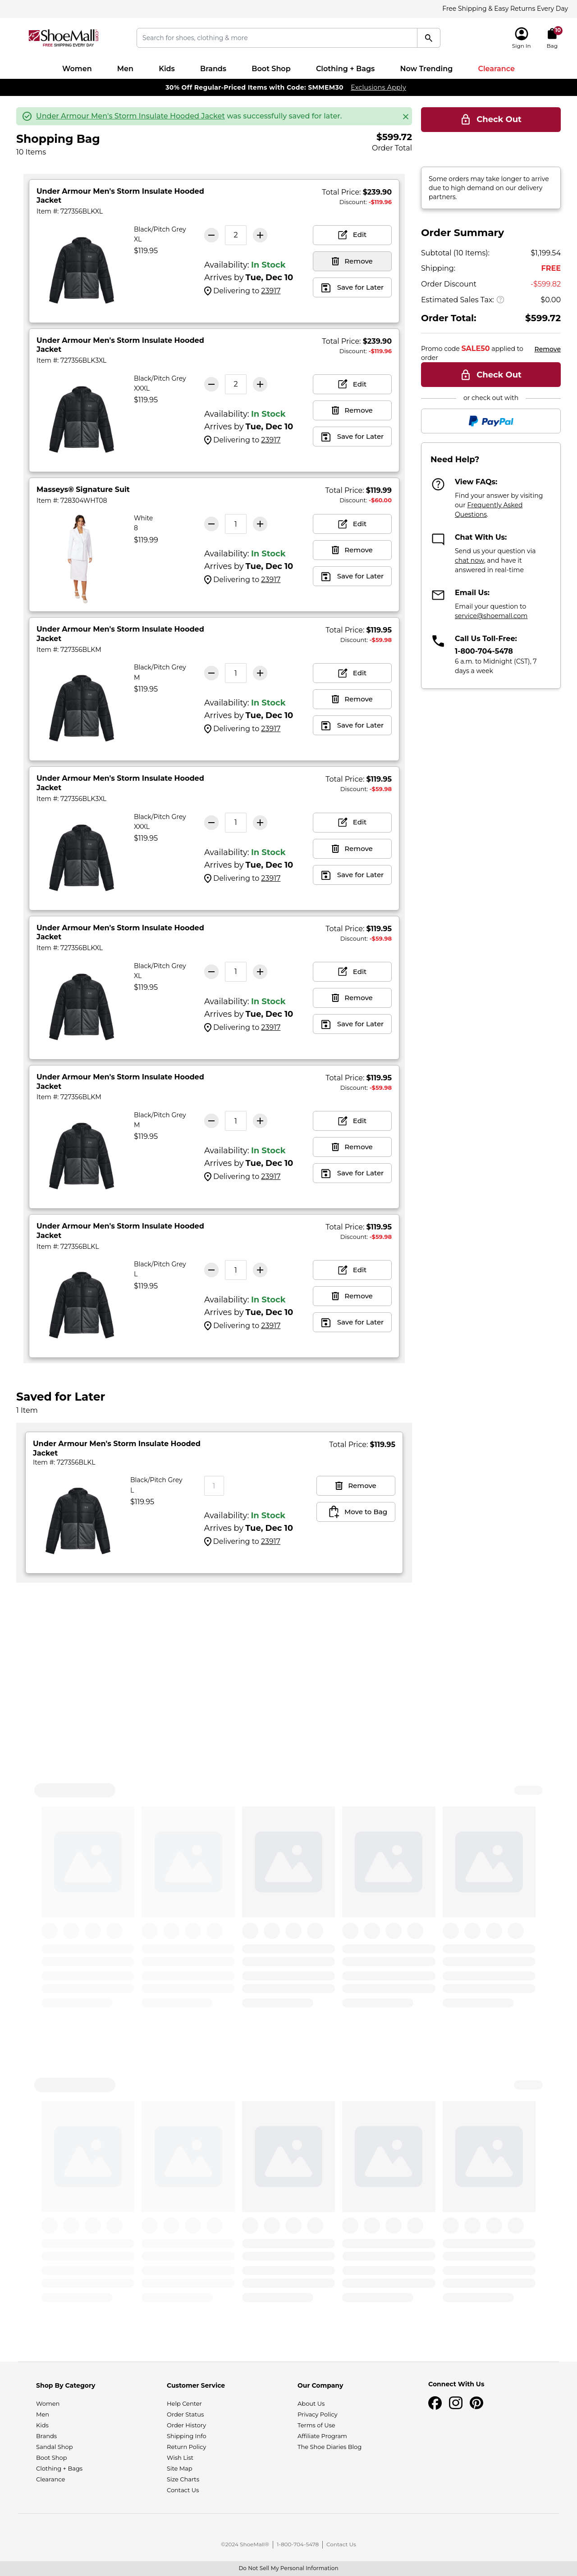 Free Shipping & Easy Returns Every Day
ShoeMall
FREE SHIPPING EVERY DAY
Search for shoes, clothing & more
Sign In
10
Bag
Women
Men
Kids
Brands
Boot Shop
Clothing + Bags
Now Trending
Clearance
30% Off Regular-Priced Items with Code: SMMEM30 Exclusions Apply
Under Armour Men's Storm Insulate Hooded Jacket was successfully saved for later.
Shopping Bag
10 Items
$599.72
Order Total
Under Armour Men's Storm Insulate Hooded
Jacket
Item #: 727356BLKXL
Total Price: $239.90
Discount: -$119.96
Black/Pitch Grey
XL
$119.95
2
Availability: In Stock
Arrives by Tue, Dec 10
Delivering to 23917
Edit
Remove
Save for Later
Under Armour Men's Storm Insulate Hooded
Jacket
Item #: 727356BLK3XL
Total Price: $239.90
Discount: -$119.96
Black/Pitch Grey
XXXL
$119.95
2
Availability: In Stock
Arrives by Tue, Dec 10
Delivering to 23917
Edit
Remove
Save for Later
Masseys® Signature Suit
Item #: 728304WHT08
Total Price: $119.99
Discount: -$60.00
White
8
$119.99
1
Availability: In Stock
Arrives by Tue, Dec 10
Delivering to 23917
Edit
Remove
Save for Later
Under Armour Men's Storm Insulate Hooded
Jacket
Item #: 727356BLKM
Total Price: $119.95
Discount: -$59.98
Black/Pitch Grey
M
$119.95
1
Availability: In Stock
Arrives by Tue, Dec 10
Delivering to 23917
Edit
Remove
Save for Later
Under Armour Men's Storm Insulate Hooded
Jacket
Item #: 727356BLK3XL
Total Price: $119.95
Discount: -$59.98
Black/Pitch Grey
XXXL
$119.95
1
Availability: In Stock
Arrives by Tue, Dec 10
Delivering to 23917
Edit
Remove
Save for Later
Under Armour Men's Storm Insulate Hooded
Jacket
Item #: 727356BLKXL
Total Price: $119.95
Discount: -$59.98
Black/Pitch Grey
XL
$119.95
1
Availability: In Stock
Arrives by Tue, Dec 10
Delivering to 23917
Edit
Remove
Save for Later
Under Armour Men's Storm Insulate Hooded
Jacket
Item #: 727356BLKM
Total Price: $119.95
Discount: -$59.98
Black/Pitch Grey
M
$119.95
1
Availability: In Stock
Arrives by Tue, Dec 10
Delivering to 23917
Edit
Remove
Save for Later
Under Armour Men's Storm Insulate Hooded
Jacket
Item #: 727356BLKL
Total Price: $119.95
Discount: -$59.98
Black/Pitch Grey
L
$119.95
1
Availability: In Stock
Arrives by Tue, Dec 10
Delivering to 23917
Edit
Remove
Save for Later
Saved for Later
1 Item
Under Armour Men's Storm Insulate Hooded
Jacket
Item #: 727356BLKL
Total Price: $119.95
Black/Pitch Grey
L
$119.95
1
Availability: In Stock
Arrives by Tue, Dec 10
Delivering to 23917
Remove
Move to Bag
Check Out
Some orders may take longer to arrive
due to high demand on our delivery
partners.
Order Summary
Subtotal (10 Items): $1,199.54
Shipping: FREE
Order Discount -$599.82
Estimated Sales Tax: ? $0.00
Order Total: $599.72
Promo code SALE50 applied to
order
Remove
Check Out
or check out with
PayPal
Need Help?
View FAQs:
Find your answer by visiting
our Frequently Asked
Questions.
Chat With Us:
Send us your question via
chat now, and have it
answered in real-time
Email Us:
Email your question to
service@shoemall.com
Call Us Toll-Free:
1-800-704-5478
6 a.m. to Midnight (CST), 7
days a week
Shop By Category
Women
Men
Kids
Brands
Sandal Shop
Boot Shop
Clothing + Bags
Clearance
Customer Service
Help Center
Order Status
Order History
Shipping Info
Return Policy
Wish List
Site Map
Size Charts
Contact Us
Our Company
About Us
Privacy Policy
Terms of Use
Affiliate Program
The Shoe Diaries Blog
Connect With Us
©2024 ShoeMall® | 1-800-704-5478 | Contact Us
Do Not Sell My Personal Information